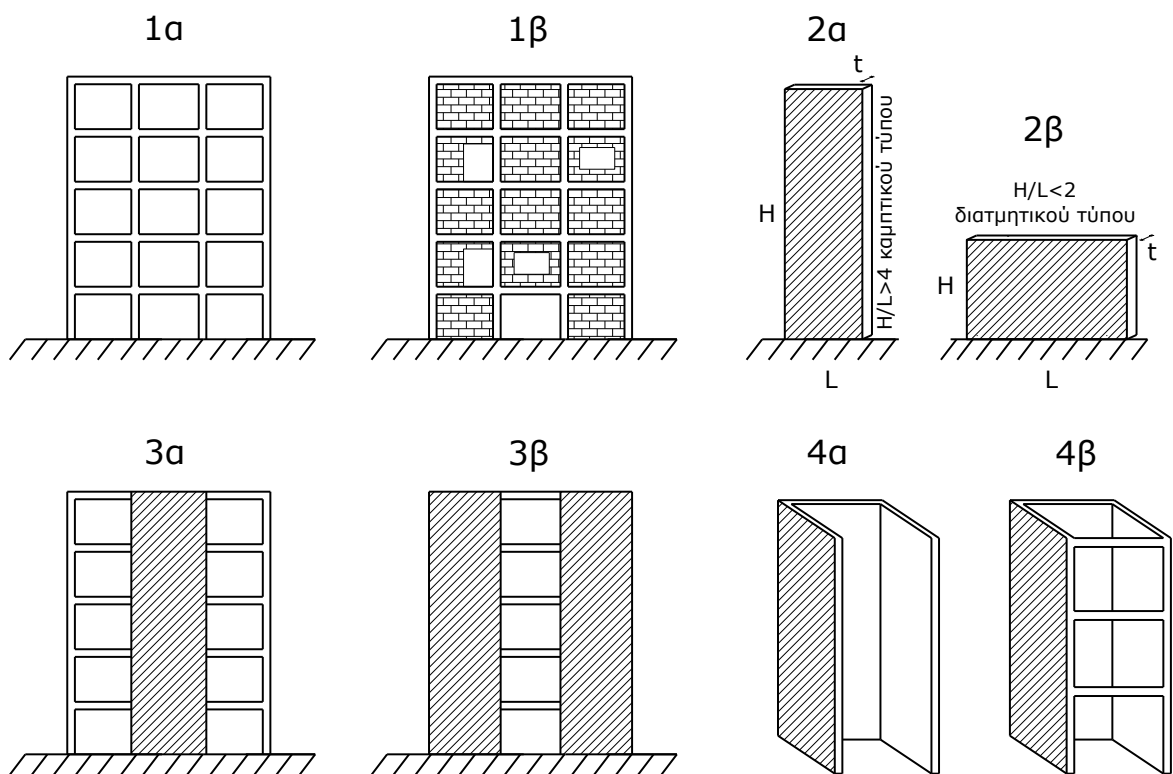 1α
1β
2α
t
H
H/L>4 καμπτικού τύπου
L
2β
H/L<2
διατμητικού τύπου
t
H
L
3α
3β
4α
4β